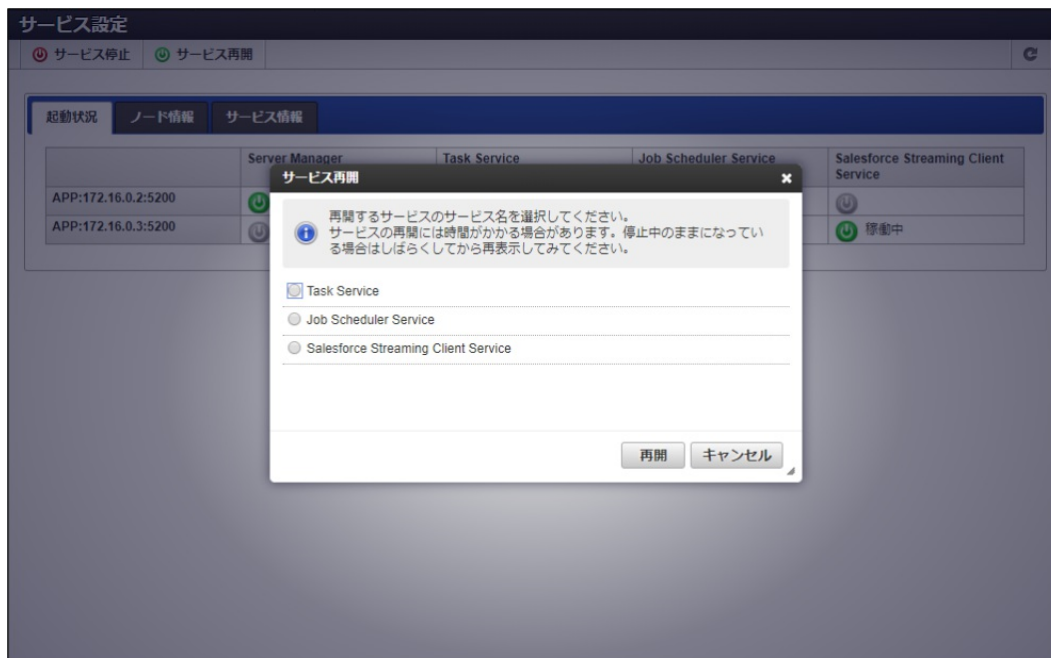 サービス設定
サービス停止 サービス再開
起動状況 ノード情報 サービス情報
Server Manager Task Service Job Scheduler Service Salesforce Streaming Client
Service
APP:172.16.0.2:5200
APP:172.16.0.3:5200 稼動中
サービス再開
再開するサービスのサービス名を選択してください。
サービスの再開には時間がかかる場合があります。停止中のままになってい
る場合はしばらくしてから再表示してみてください。
Task Service
Job Scheduler Service
Salesforce Streaming Client Service
再開 キャンセル